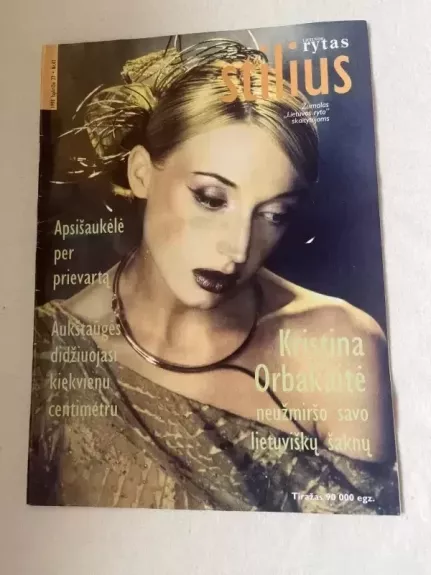 LIETUVOS
rytas
stilius
Žurnalas
„Lietuvos ryto“
skaitytojams
Apsišaukėlė
per
prievartą
Aukštaūgės
didžiuojasi
kiekvienu
centimetru
Kristina
Orbakaitė
neužmiršo savo
lietuviškų šaknų
Tiražas 90 000 egz.